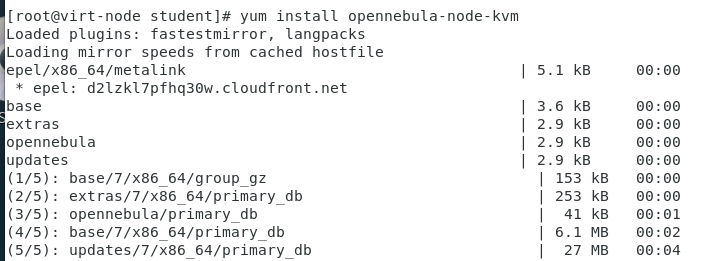 [root@virt-node student]# yum install opennebula-node-kvm
Loaded plugins: fastestmirror, langpacks
Loading mirror speeds from cached hostfile
epel/x86_64/metalink | 5.1 kB 00:00
* epel: d2lzkl7pfhq30w.cloudfront.net
base | 3.6 kB 00:00
extras | 2.9 kB 00:00
opennebula | 2.9 kB 00:00
updates | 2.9 kB 00:00
(1/5): base/7/x86_64/group_gz | 153 kB 00:00
(2/5): extras/7/x86_64/primary_db | 253 kB 00:00
(3/5): opennebula/primary_db | 41 kB 00:01
(4/5): base/7/x86_64/primary_db | 6.1 MB 00:02
(5/5): updates/7/x86_64/primary_db | 27 MB 00:04